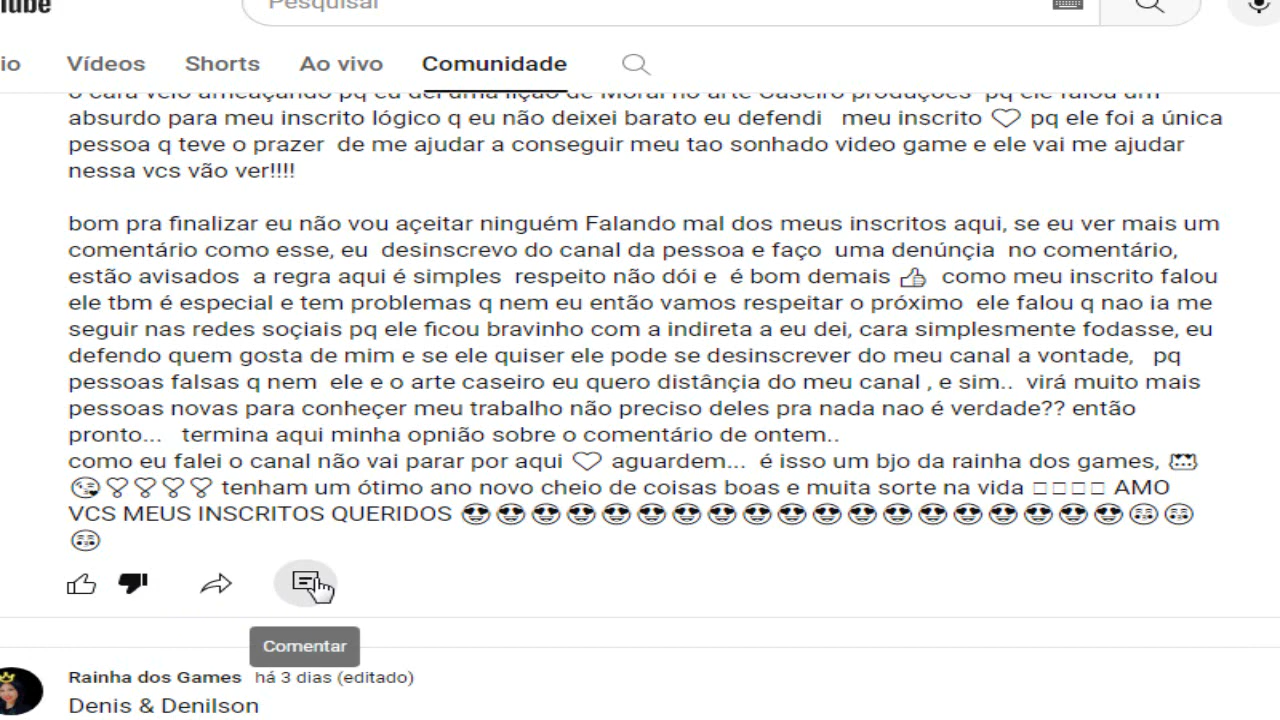 Tube
Pesquisar
io Vídeos Shorts Ao vivo Comunidade
o cara veio ameaçando pq eu dei uma lição de Moral no arte Caseiro produções pq ele falou um
absurdo para meu inscrito lógico q eu não deixei barato eu defendi meu inscrito ♡ pq ele foi a única
pessoa q teve o prazer de me ajudar a conseguir meu tao sonhado video game e ele vai me ajudar
nessa vcs vão ver!!!!
bom pra finalizar eu não vou açeitar ninguém Falando mal dos meus inscritos aqui, se eu ver mais um
comentário como esse, eu desinscrevo do canal da pessoa e faço uma denúnçia no comentário,
estão avisados a regra aqui é simples respeito não dói e é bom demais 👍 como meu inscrito falou
ele tbm é especial e tem problemas q nem eu então vamos respeitar o próximo ele falou q nao ia me
seguir nas redes soçiais pq ele ficou bravinho com a indireta a eu dei, cara simplesmente fodasse, eu
defendo quem gosta de mim e se ele quiser ele pode se desinscrever do meu canal a vontade, pq
pessoas falsas q nem ele e o arte caseiro eu quero distânçia do meu canal , e sim.. virá muito mais
pessoas novas para conheçer meu trabalho não preciso deles pra nada nao é verdade?? então
pronto... termina aqui minha opnião sobre o comentário de ontem..
como eu falei o canal não vai parar por aqui ♡ aguardem... é isso um bjo da rainha dos games,
😘 tenham um ótimo ano novo cheio de coisas boas e muita sorte na vida □□□□ AMO
VCS MEUS INSCRITOS QUERIDOS 😍😍😍😍😍😍😍😍😍😍😍😍😍😍😍😍😍😍😍😚😚
😚
Comentar
Rainha dos Games há 3 dias (editado)
Denis & Denilson